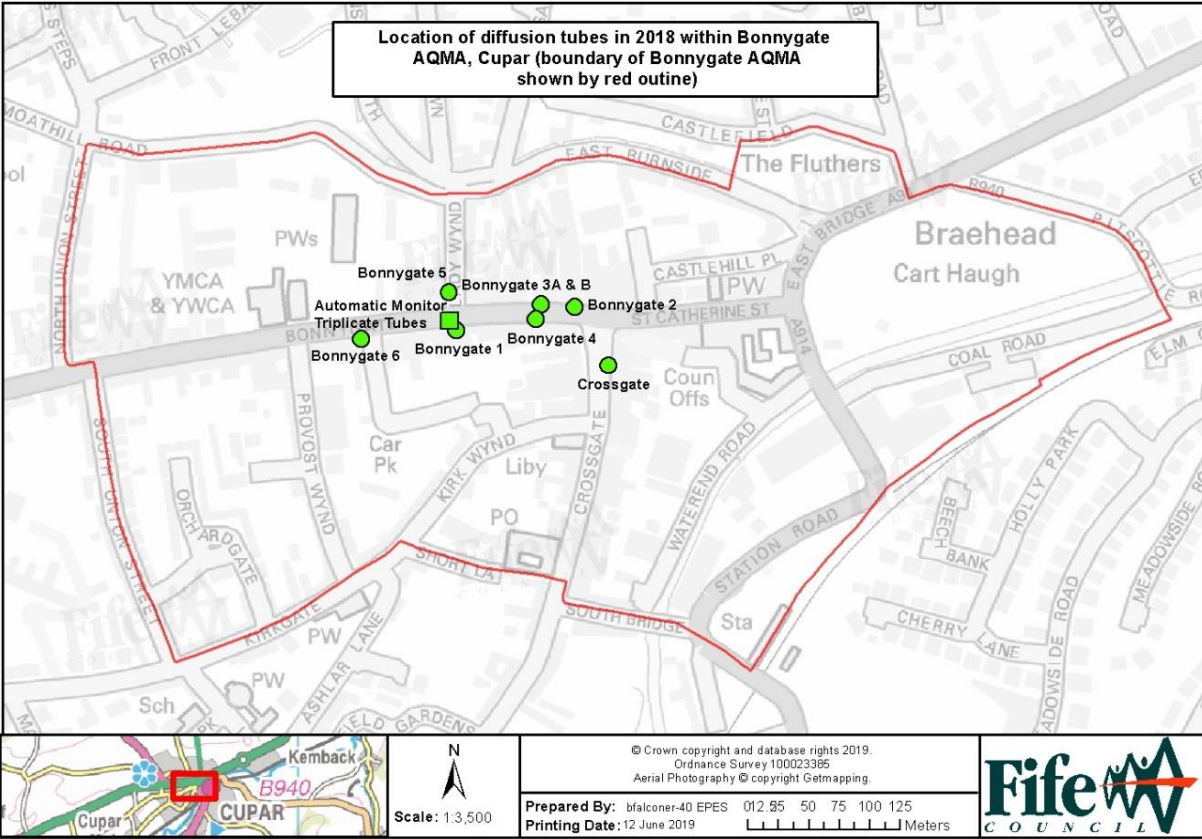 Location of diffusion tubes in 2018 within Bonnygate
AQMA, Cupar (boundary of Bonnygate AQMA
shown by red outine)
STEPS
FRONT LEBA
MOATHILL ROAD
CASTLEFIELD
EAST BURNSIDE
The Fluthers
EAST BRIDGE A9
B940
PITSCOTTIE
NORTH UNION STREET
PWs
YMCA
& YWCA
Braehead
Cart Haugh
CASTLEHILL PL
PW
ST CATHERINE ST
A914
Bonnygate 5
Bonnygate 3A & B
Bonnygate 2
Automatic Monitor
Triplicate Tubes
Bonnygate 6
Bonnygate 1
Bonnygate 4
Crossgate
COAL ROAD
Coun
Offs
SOUTH UNION STREET
PROVOST WYND
Car
Pk
KIRK WYND
Liby
CROSSGATE
WATEREND ROAD
ORCHARDGATE
PO
STATION ROAD
HOLLY PARK
BEECH
BANK
SHORT LA
SOUTH BRIDGE
Sta
CHERRY LANE
MEADOWSIDE RO
ADOWSIDE ROAD
KIRKGATE
PW
ASHLAR LANE
PW
Sch
FIELD GARDENS
Kemback
B940
Cupar
CUPAR
N
Scale: 1:3,500
© Crown copyright and database rights 2019.
Ordnance Survey 100023385
Aerial Photography © copyright Getmapping.
Prepared By: bfalconer-40 EPES
Printing Date: 12 June 2019
50 75 100 125
Meters
Fife
COUNCIL